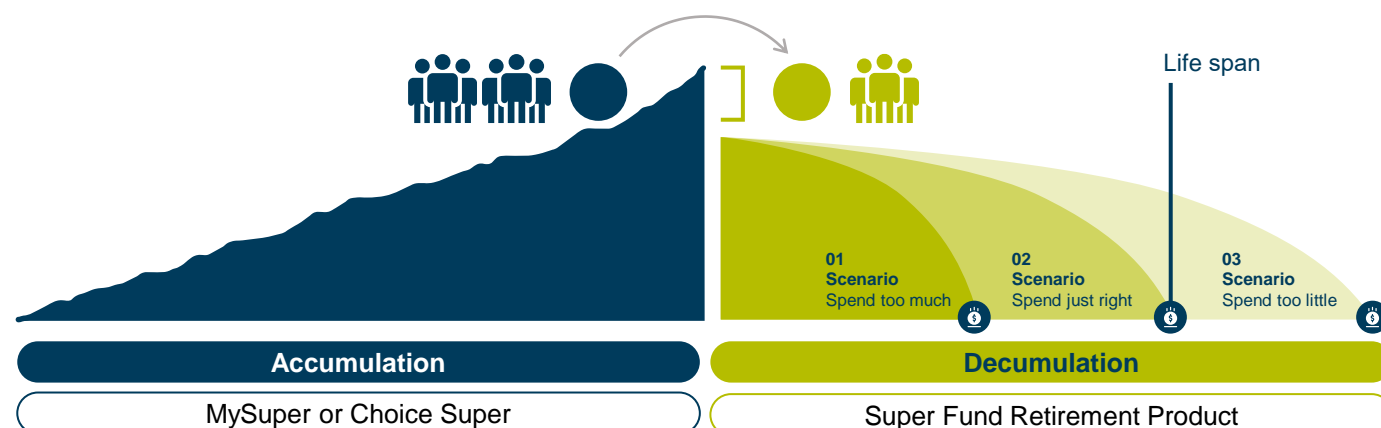 Life span
01
Scenario
Spend too much
02
Scenario
Spend just right
03
Scenario
Spend too little
$
$
$
Accumulation
Decumulation
MySuper or Choice Super
Super Fund Retirement Product